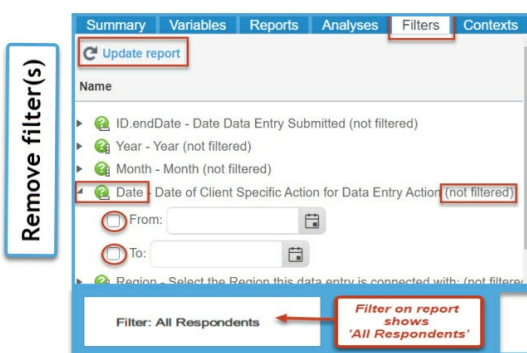 Summary Variables Reports Analyses Filters Contexts
Remove filter(s)
Update report
Name
ID.endDate - Date Data Entry Submitted (not filtered)
Year - Year (not filtered)
Month - Month (not filtered)
Date - Date of Client Specific Action for Data Entry Action (not filtered)
From:
To:
Region - Select the Region this data entry is connected with: (not filtered
Filter: All Respondents
Filter on report
shows
'All Respondents'